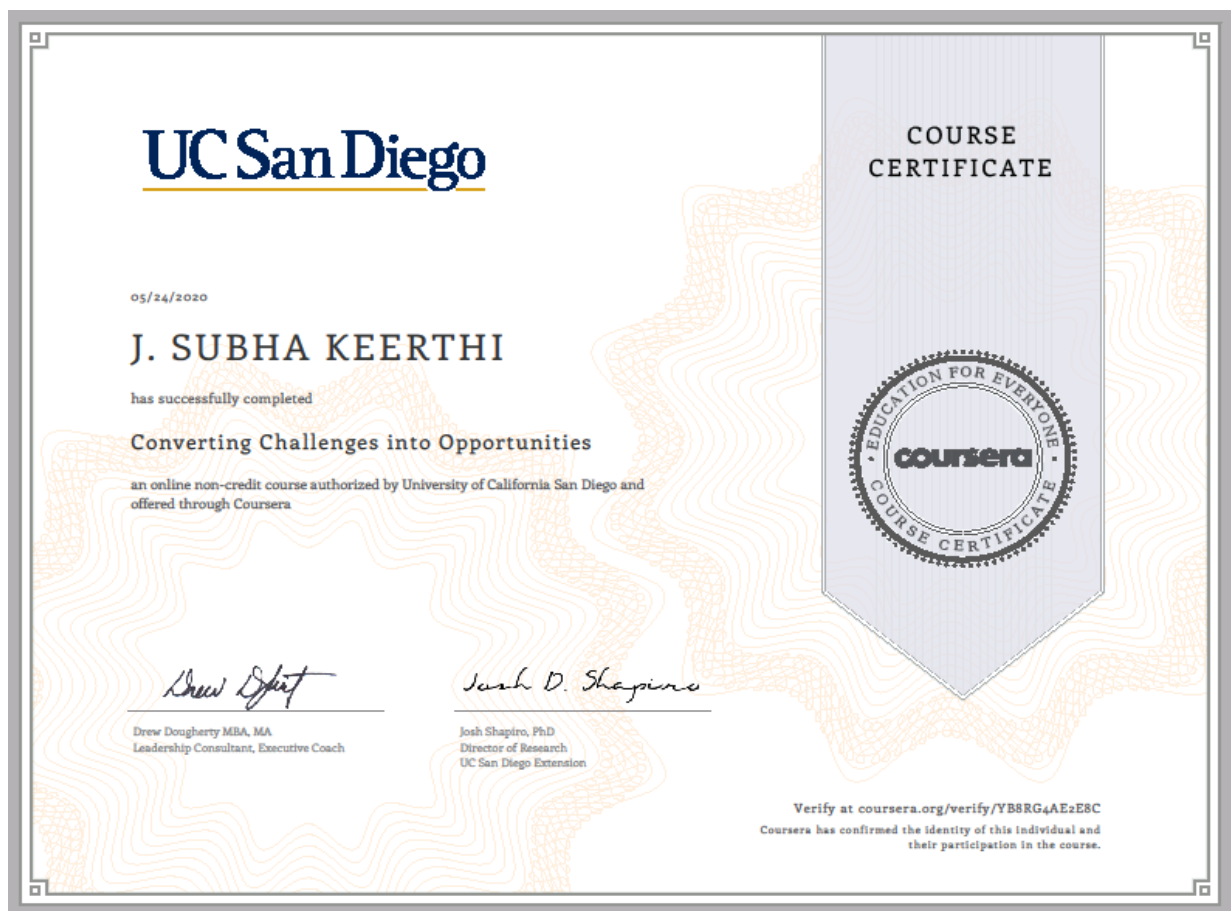 UC San Diego
COURSE
CERTIFICATE
05/24/2020
J. SUBHA KEERTHI
has successfully completed
Converting Challenges into Opportunities
an online non-credit course authorized by University of California San Diego and
offered through Coursera
EDUCATION FOR EVERYONE
coursera
COURSE CERTIFICATE
Josh D. Shapiro
Drew Dougherty MBA, MA
Leadership Consultant, Executive Coach
Josh Shapiro, PhD
Director of Research
UC San Diego Extension
Verify at coursera.org/verify/YB8RG4AE2E8C
Coursera has confirmed the identity of this individual and
their participation in the course.